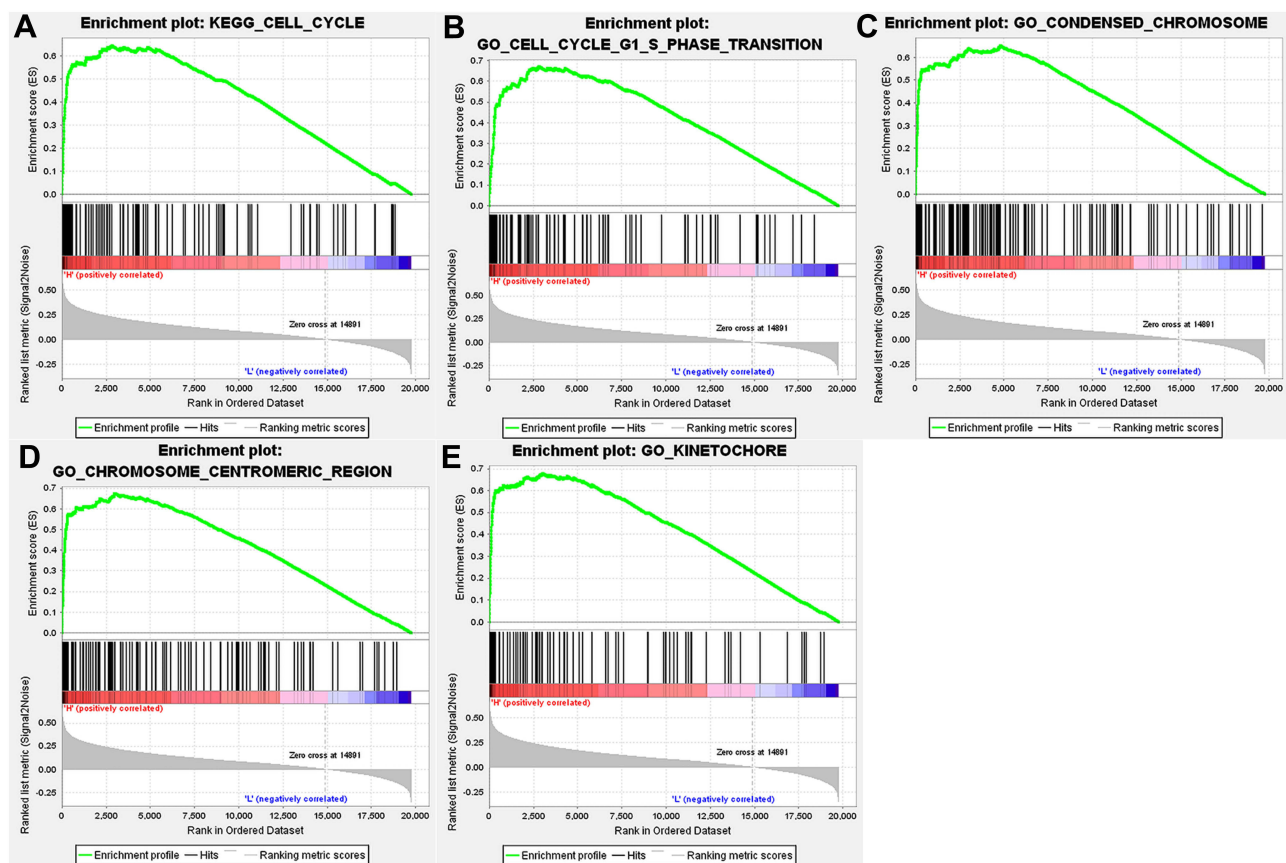 A
Enrichment plot: KEGG_CELL_CYCLE
Enrichment score (ES)
0.6
0.5
0.4
0.3
0.2
0.1
0.0
'H' (positively correlated)
Ranked list metric (Signal2Noise)
0.50
0.25
0.00
-0.25
Zero cross at 14891
'L' (negatively correlated)
0 2,500 5,000 7,500 10,000 12,500 15,000 17,500 20,000
Rank in Ordered Dataset
Enrichment profile Hits Ranking metric scores
B
Enrichment plot:
GO_CELL_CYCLE_G1_S_PHASE_TRANSITION
Enrichment score (ES)
0.7
0.6
0.5
0.4
0.3
0.2
0.1
0.0
'H' (positively correlated)
Ranked list metric (Signal2Noise)
0.50
0.25
0.00
-0.25
Zero cross at 14891
'L' (negatively correlated)
0 2,500 5,000 7,500 10,000 12,500 15,000 17,500 20,000
Rank in Ordered Dataset
Enrichment profile Hits Ranking metric scores
C
Enrichment plot: GO_CONDENSED_CHROMOSOME
Enrichment score (ES)
0.6
0.5
0.4
0.3
0.2
0.1
0.0
'H' (positively correlated)
Ranked list metric (Signal2Noise)
0.50
0.25
0.00
-0.25
Zero cross at 14891
'L' (negatively correlated)
0 2,500 5,000 7,500 10,000 12,500 15,000 17,500 20,000
Rank in Ordered Dataset
Enrichment profile Hits Ranking metric scores
D
Enrichment plot:
GO_CHROMOSOME_CENTROMERIC_REGION
Enrichment score (ES)
0.7
0.6
0.5
0.4
0.3
0.2
0.1
0.0
'H' (positively correlated)
Ranked list metric (Signal2Noise)
0.50
0.25
0.00
-0.25
Zero cross at 14891
'L' (negatively correlated)
0 2,500 5,000 7,500 10,000 12,500 15,000 17,500 20,000
Rank in Ordered Dataset
Enrichment profile Hits Ranking metric scores
E
Enrichment plot: GO_KINETOCHORE
Enrichment score (ES)
0.7
0.6
0.5
0.4
0.3
0.2
0.1
0.0
'H' (positively correlated)
Ranked list metric (Signal2Noise)
0.50
0.25
0.00
-0.25
Zero cross at 14891
'L' (negatively correlated)
0 2,500 5,000 7,500 10,000 12,500 15,000 17,500 20,000
Rank in Ordered Dataset
Enrichment profile Hits Ranking metric scores